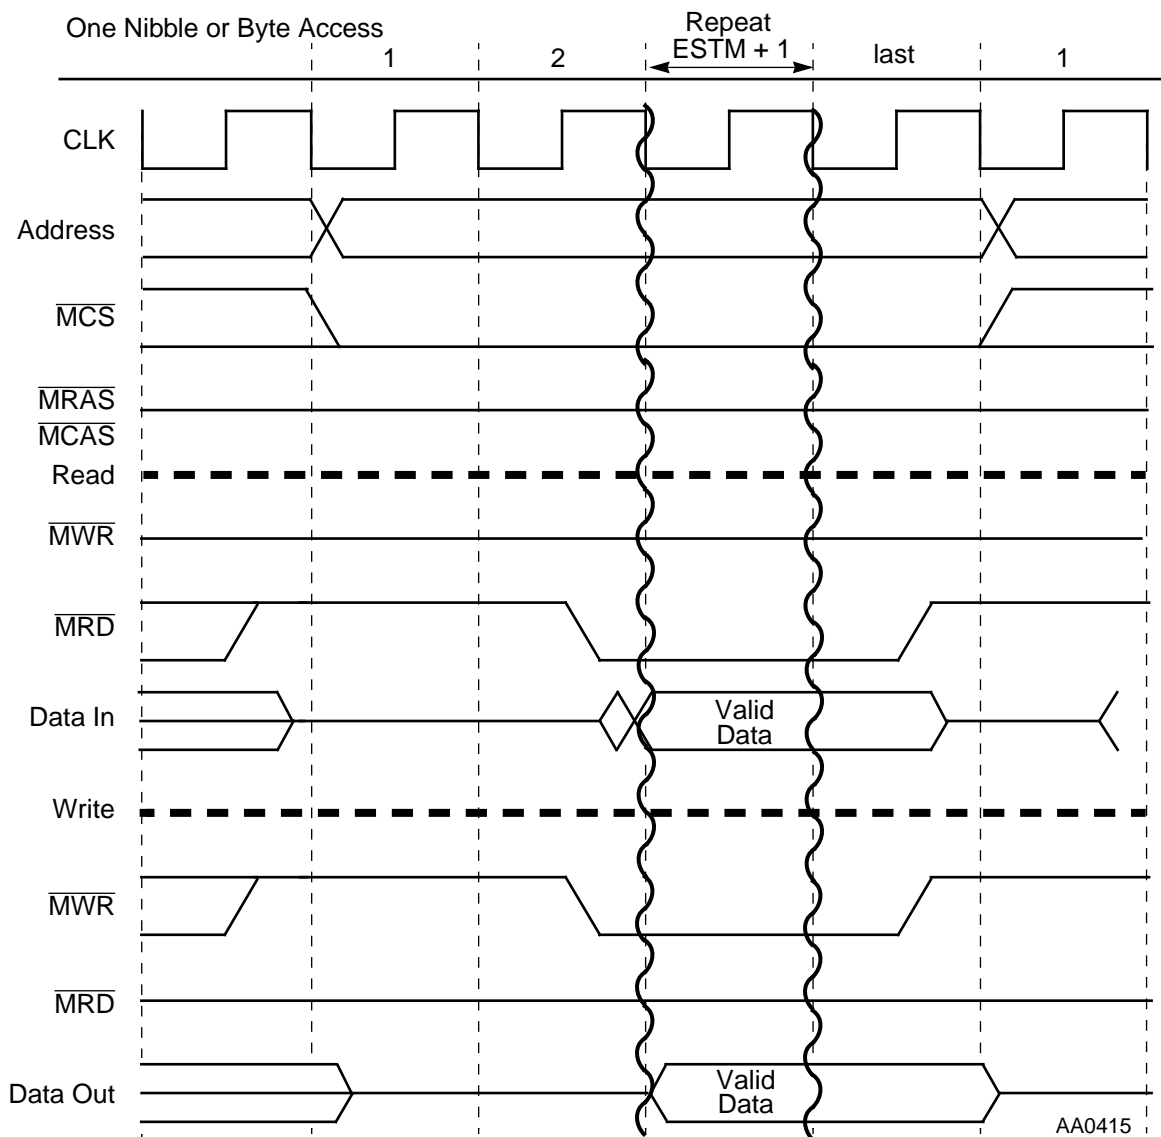 One Nibble or Byte Access
Repeat
ESTM + 1
1
2
last
1
CLK
Address
MCS
MRAS
MCAS
Read
MWR
MRD
Data In
Valid
Data
Write
MWR
MRD
Data Out
Valid
Data
AA0415